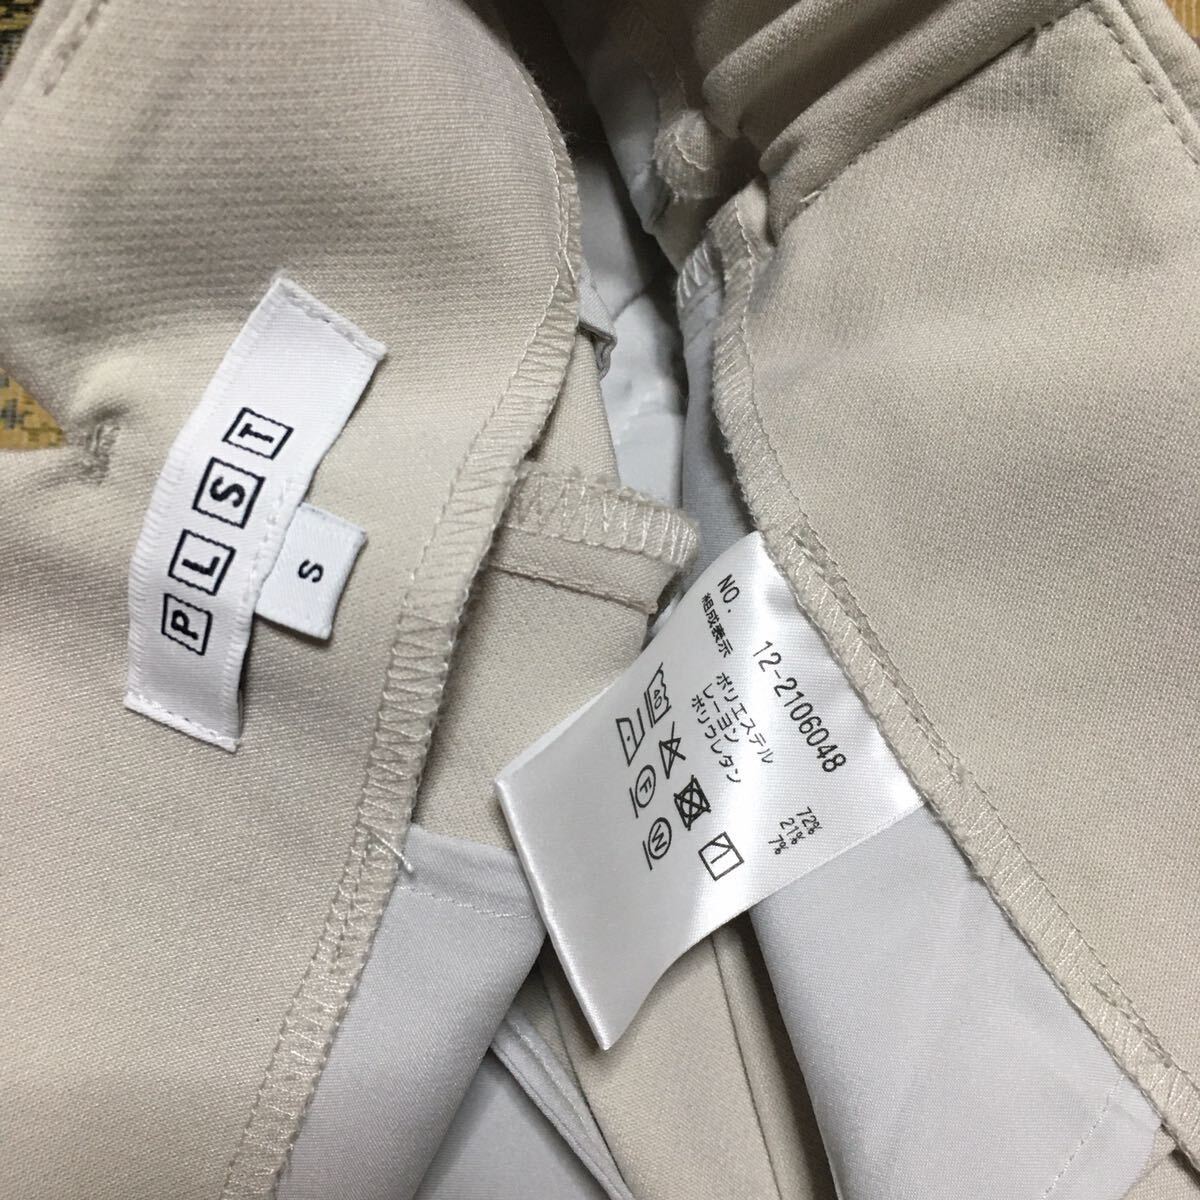 PLST
S
NO. 12-2106048
組成表示
ポリエステル 72%
レーヨン 21%
ポリウレタン 7%
40
F
W